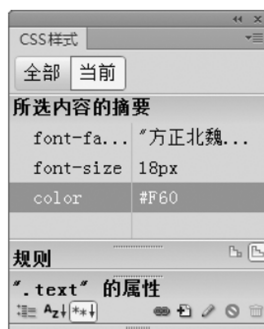 CSS样式
全部 当前
所选内容的摘要
font-fa... "方正北魏...
font-size 18px
color #F60
规则
".text" 的属性